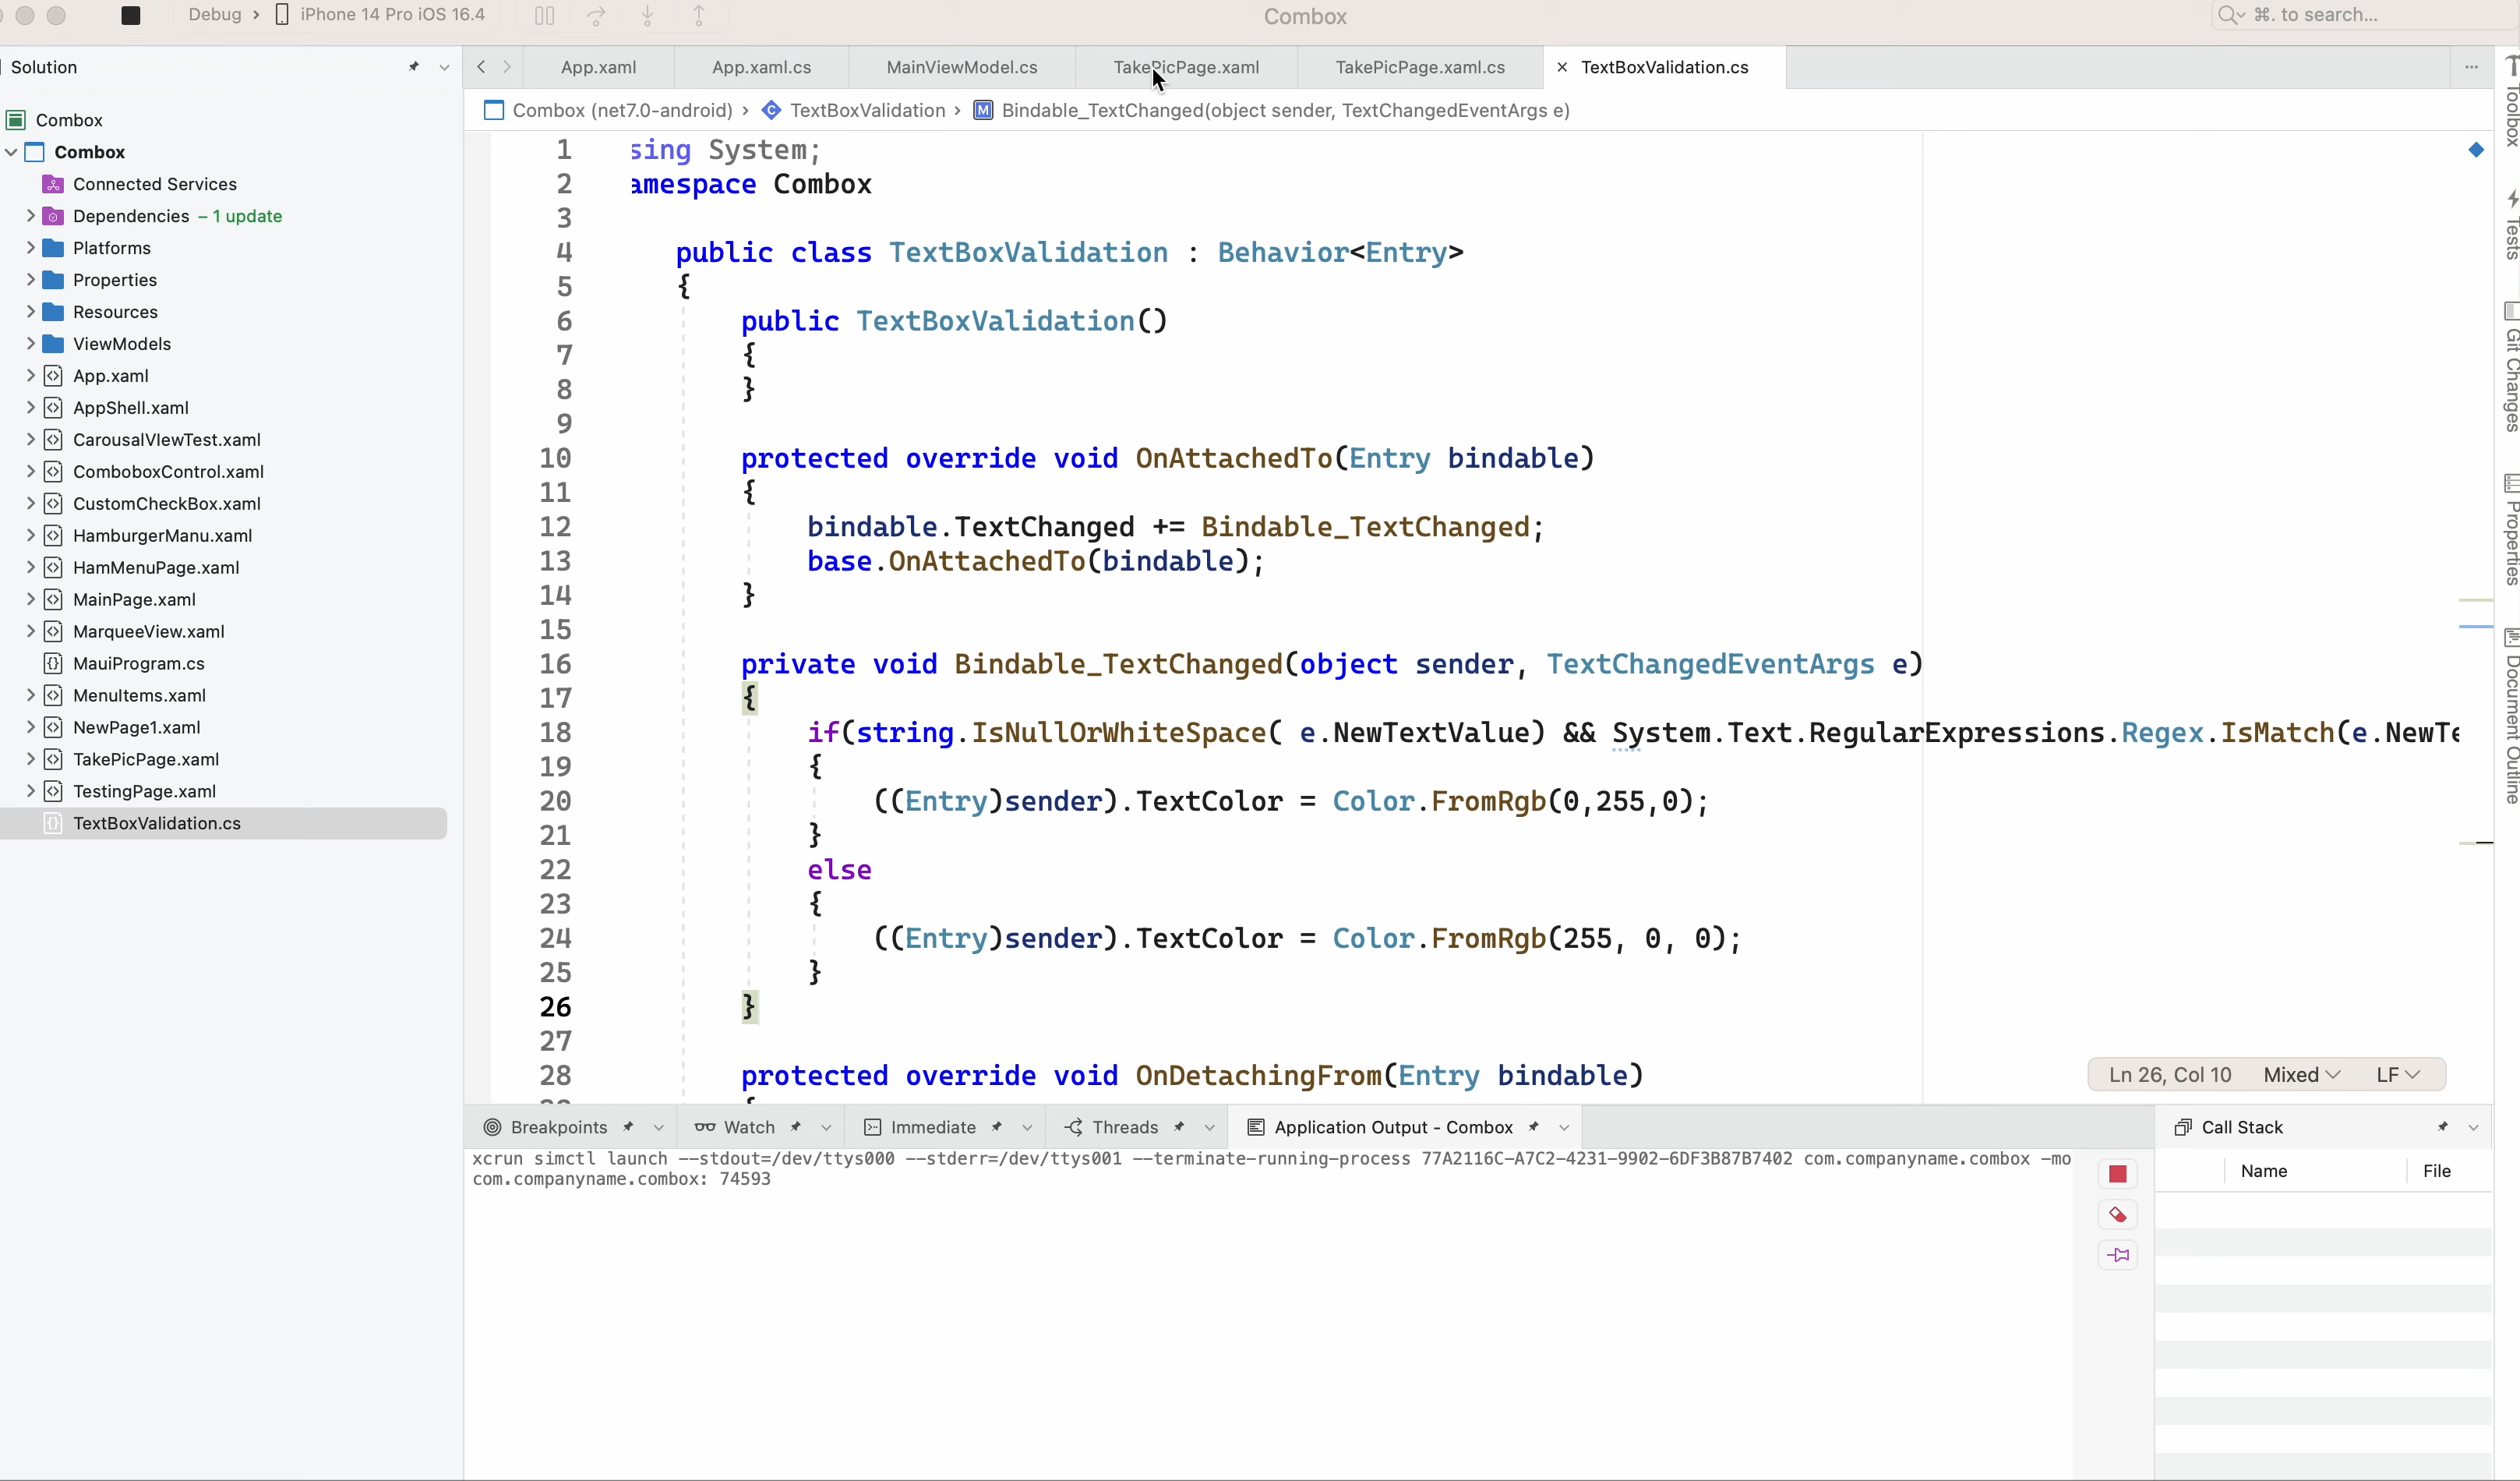 Debug › iPhone 14 Pro iOS 16.4
Combox
⌘. to search...
Solution
Combox
Combox
Connected Services
Dependencies – 1 update
Platforms
Properties
Resources
ViewModels
App.xaml
AppShell.xaml
CarousalVIewTest.xaml
ComboboxControl.xaml
CustomCheckBox.xaml
HamburgerManu.xaml
HamMenuPage.xaml
MainPage.xaml
MarqueeView.xaml
MauiProgram.cs
MenuItems.xaml
NewPage1.xaml
TakePicPage.xaml
TestingPage.xaml
TextBoxValidation.cs
App.xaml
App.xaml.cs
MainViewModel.cs
TakePicPage.xaml
TakePicPage.xaml.cs
× TextBoxValidation.cs
Combox (net7.0-android) › TextBoxValidation › M Bindable_TextChanged(object sender, TextChangedEventArgs e)
1 sing System;
2 amespace Combox
3
4 public class TextBoxValidation : Behavior<Entry>
5 {
6 public TextBoxValidation()
7 {
8 }
9
10 protected override void OnAttachedTo(Entry bindable)
11 {
12 bindable.TextChanged += Bindable_TextChanged;
13 base.OnAttachedTo(bindable);
14 }
15
16 private void Bindable_TextChanged(object sender, TextChangedEventArgs e)
17 {
18 if(string.IsNullOrWhiteSpace( e.NewTextValue) && System.Text.RegularExpressions.Regex.IsMatch(e.NewTe
19 {
20 ((Entry)sender).TextColor = Color.FromRgb(0,255,0);
21 }
22 else
23 {
24 ((Entry)sender).TextColor = Color.FromRgb(255, 0, 0);
25 }
26 }
27
28 protected override void OnDetachingFrom(Entry bindable)
Ln 26, Col 10 Mixed LF
Toolbox
Tests
Git Changes
Properties
Document Outline
Breakpoints
Watch
Immediate
Threads
Application Output - Combox
xcrun simctl launch --stdout=/dev/ttys000 --stderr=/dev/ttys001 --terminate-running-process 77A2116C-A7C2-4231-9902-6DF3B87B7402 com.companyname.combox -mo
com.companyname.combox: 74593
Call Stack
Name File